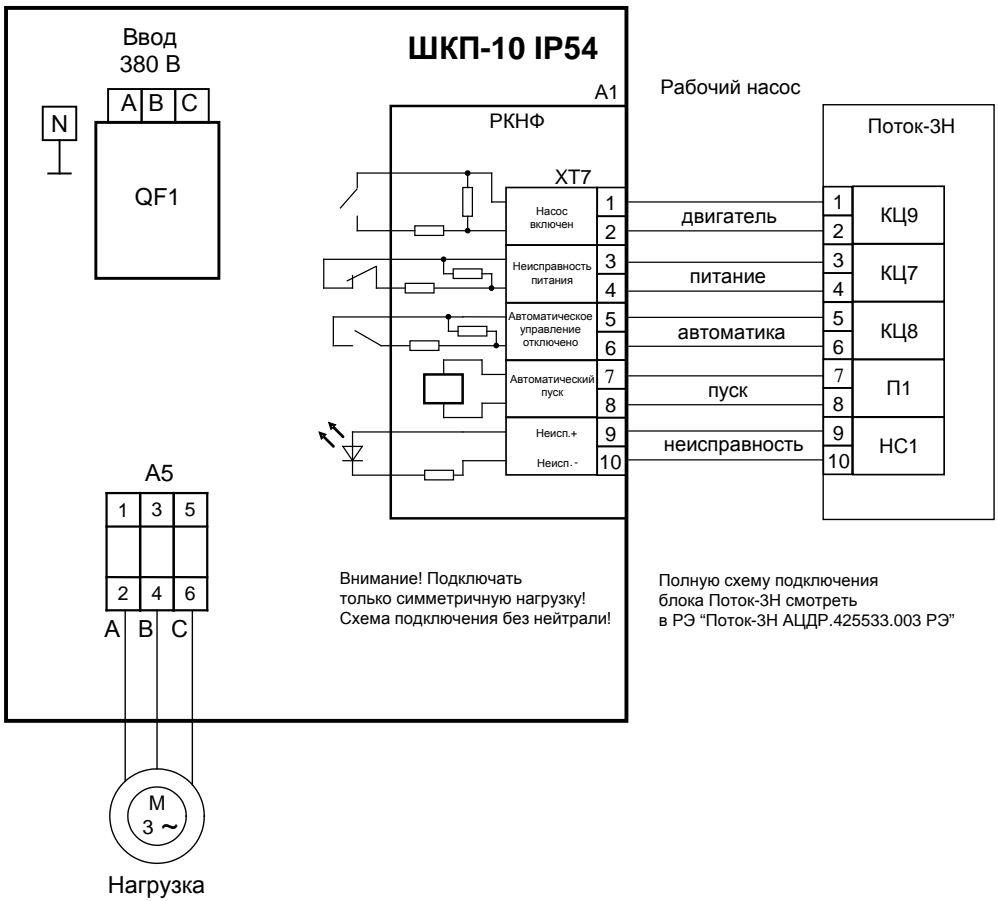 Ввод
380 В
ШКП-10 IP54
A B C
N
QF1
A1
РКНФ
XT7
Насос
включен
1
2
Неисправность
питания
3
4
Автоматическое
управление
отключено
5
6
Автоматический
пуск
7
8
Неисп.+
9
Неисп.-
10
Рабочий насос
двигатель
питание
автоматика
пуск
неисправность
Поток-3Н
1
2
КЦ9
3
4
КЦ7
5
6
КЦ8
7
8
П1
9
10
НС1
A5
1 3 5
2 4 6
A B C
Внимание! Подключать
только симметричную нагрузку!
Схема подключения без нейтрали!
Полную схему подключения
блока Поток-3Н смотреть
в РЭ “Поток-3Н АЦДР.425533.003 РЭ”
М
3 ~
Нагрузка